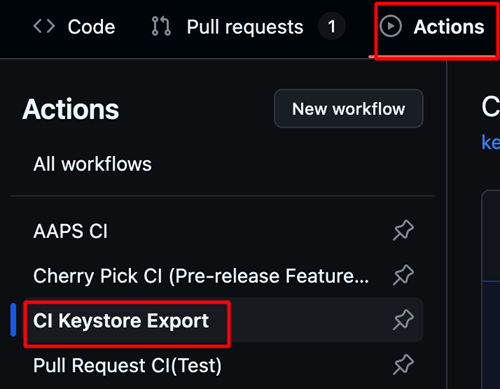 Code Pull requests 1 Actions
Actions New workflow C
ke
All workflows
AAPS CI
Cherry Pick CI (Pre-release Feature...
CI Keystore Export
Pull Request CI(Test)